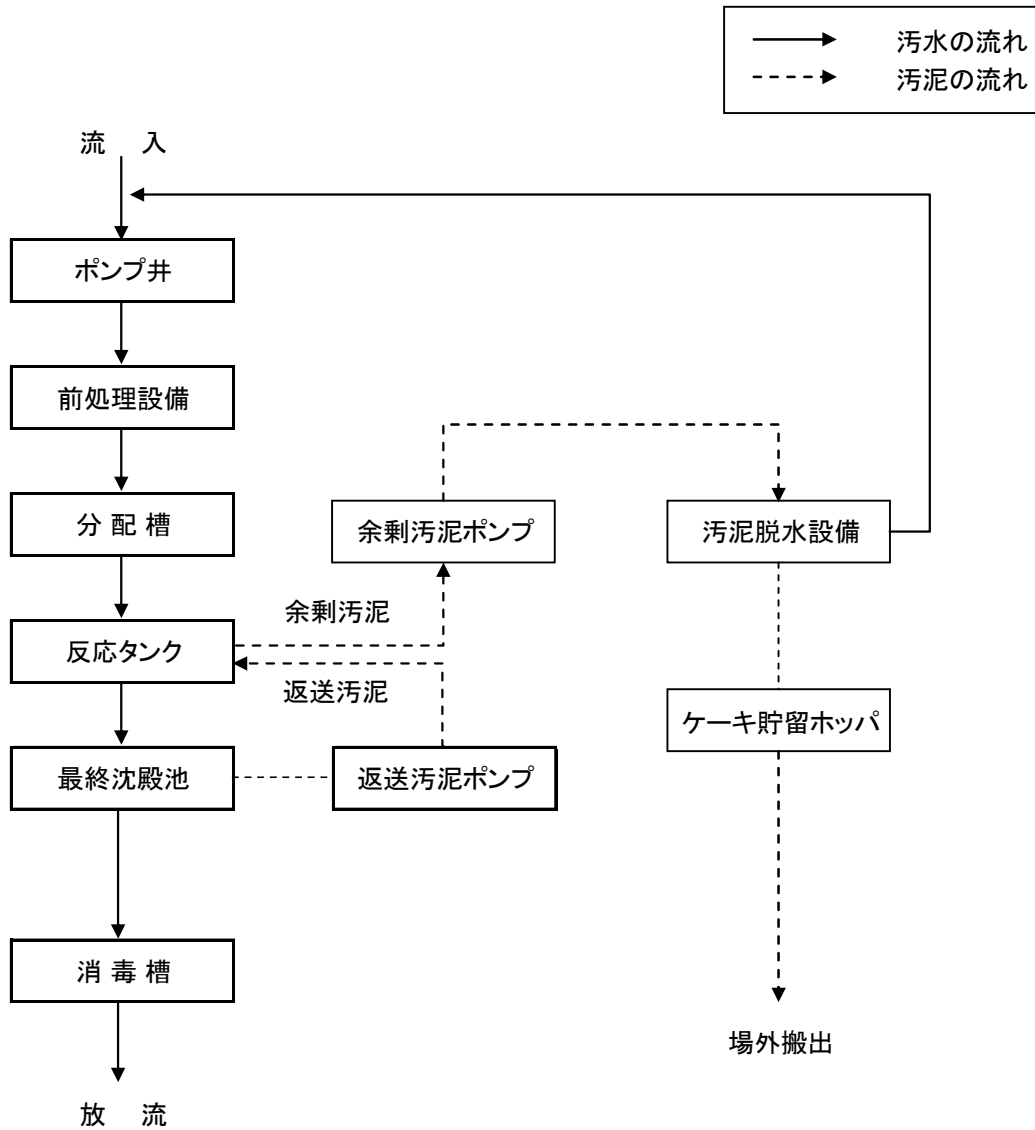 汚水の流れ
汚泥の流れ
流 入
ポンプ井
前処理設備
分 配 槽
余剰汚泥ポンプ
汚泥脱水設備
余剰汚泥
反応タンク
返送汚泥
ケーキ貯留ホッパ
最終沈殿池
返送汚泥ポンプ
消 毒 槽
場外搬出
放 流